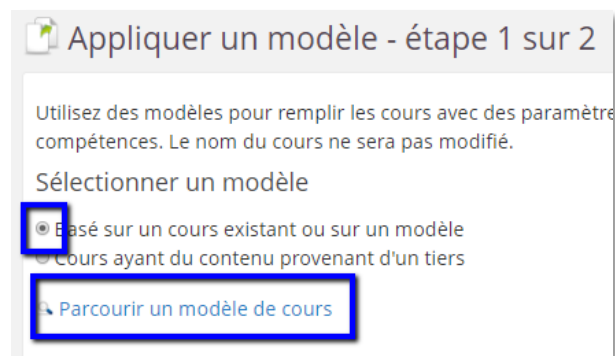 Appliquer un modèle - étape 1 sur 2
Utilisez des modèles pour remplir les cours avec des paramètre
compétences. Le nom du cours ne sera pas modifié.
Sélectionner un modèle
Basé sur un cours existant ou sur un modèle
Cours ayant du contenu provenant d'un tiers
Parcourir un modèle de cours